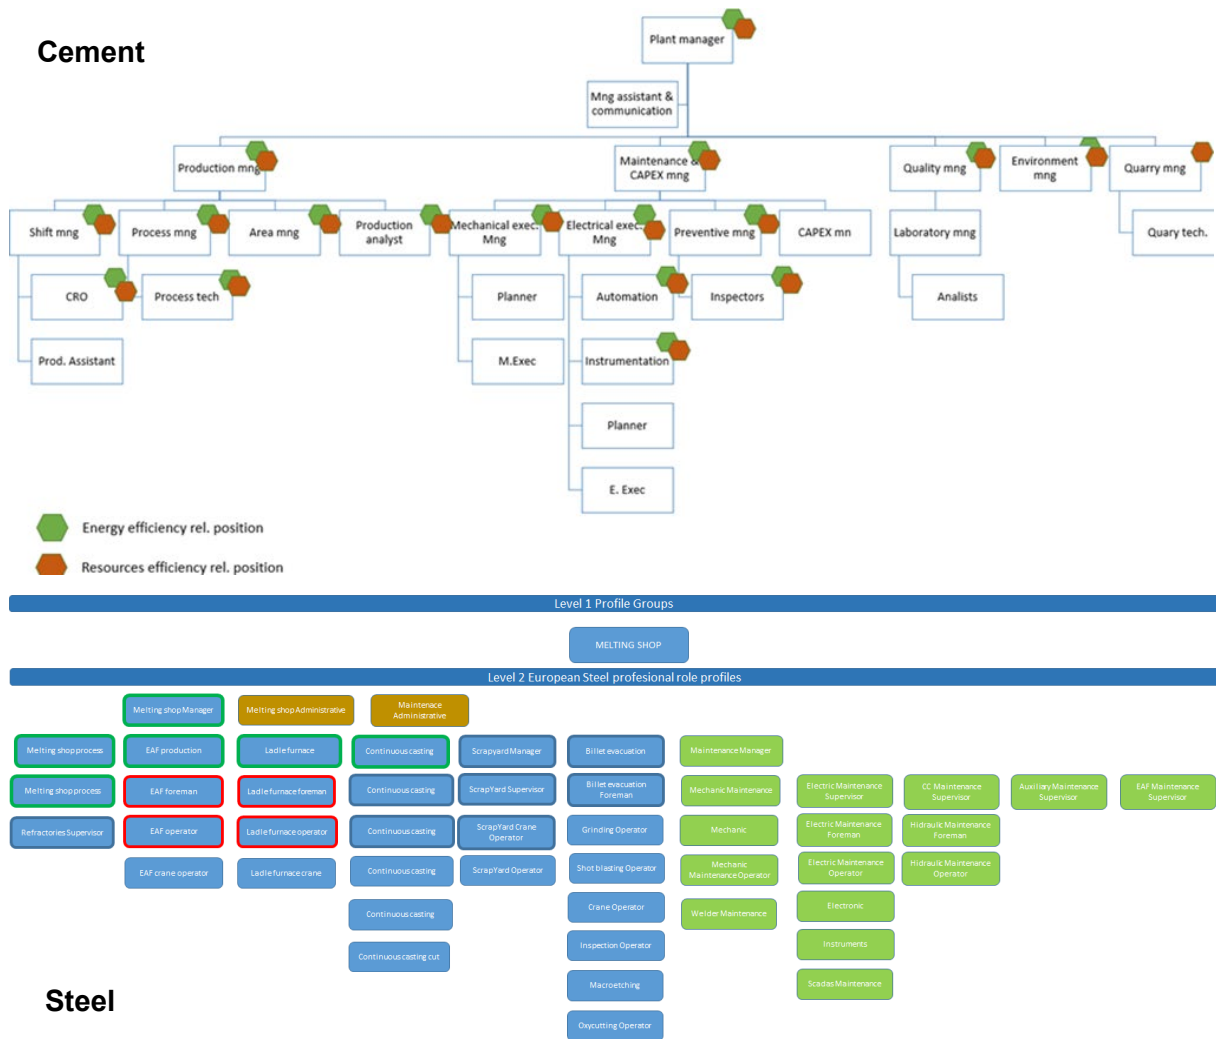 Cement
Plant manager
Mng assistant &
communication
Production mng
Maintenance &
CAPEX mng
Quality mng
Environment
mng
Quarry mng
Shift mng
Process mng
Area mng
Production
analyst
Mechanical exec.
Mng
Electrical exec.
Mng
Preventive mng
CAPEX mn
Laboratory mng
Quary tech.
CRO
Process tech
Planner
Automation
Inspectors
Analists
Prod. Assistant
M.Exec
Instrumentation
Planner
E. Exec
Energy efficiency rel. position
Resources efficiency rel. position
Level 1 Profile Groups
MELTING SHOP
Level 2 European Steel profesional role profiles
Melting shop Manager
Melting shop Administrative
Maintenace
Administrative
Melting shop process
EAF production
Ladle furnace
Continuous casting
Scrapyard Manager
Billet evacuation
Maintenance Manager
Melting shop process
EAF foreman
Ladle furnace foreman
Continuous casting
ScrapYard Supervisor
Billet evacuation
Foreman
Mechanic Maintenance
Electric Maintenance
Supervisor
CC Maintenance
Supervisor
Auxiliary Maintenance
Supervisor
EAF Maintenance
Supervisor
Refractories Supervisor
EAF operator
Ladle furnace operator
Continuous casting
ScrapYard Crane
Operator
Grinding Operator
Mechanic
Electric Maintenance
Foreman
Hidraulic Maintenance
Foreman
EAF crane operator
Ladle furnace crane
Continuous casting
ScrapYard Operator
Shot blasting Operator
Mechanic
Maintenance Operator
Electric Maintenance
Operator
Hidraulic Maintenance
Operator
Continuous casting
Crane Operator
Welder Maintenance
Electronic
Continuous casting cut
Inspection Operator
Instruments
Macroetching
Scadas Maintenance
Oxycutting Operator
Steel